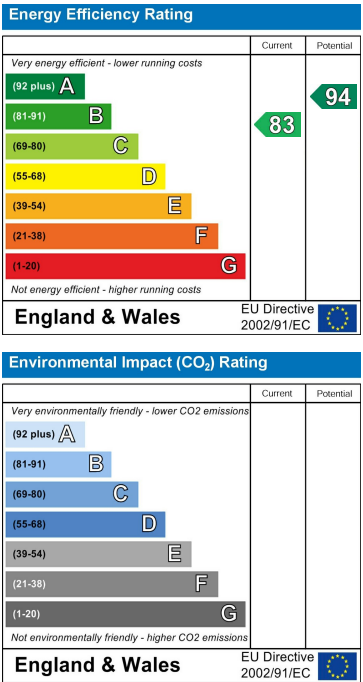 Energy Efficiency Rating
Current Potential
Very energy efficient - lower running costs
(92 plus) A
94
(81-91) B
83
(69-80) C
(55-68) D
(39-54) E
(21-38) F
(1-20) G
Not energy efficient - higher running costs
England & Wales
EU Directive
2002/91/EC
Environmental Impact (CO₂) Rating
Current Potential
Very environmentally friendly - lower CO2 emissions
(92 plus) A
(81-91) B
(69-80) C
(55-68) D
(39-54) E
(21-38) F
(1-20) G
Not environmentally friendly - higher CO2 emissions
England & Wales
EU Directive
2002/91/EC